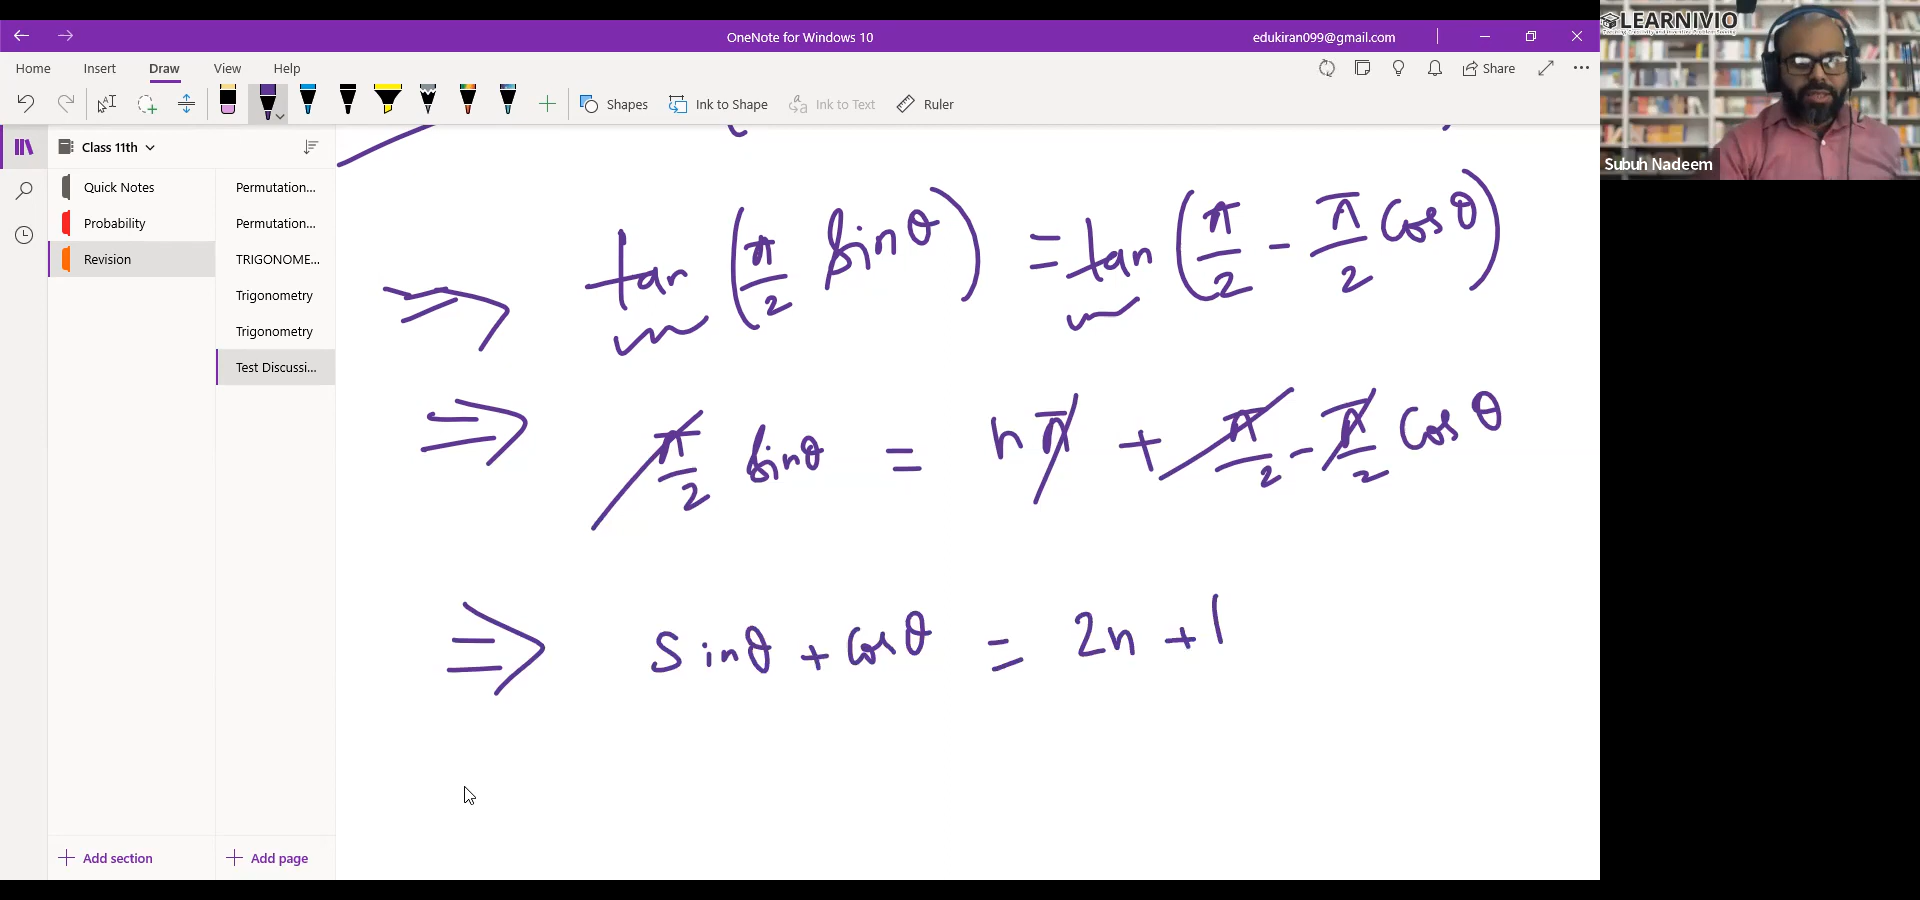 OneNote for Windows 10
edukiran099@gmail.com
LEARNIVIO
Home Insert Draw View Help
Share
Shapes Ink to Shape Ink to Text Ruler
Subuh Nadeem
Class 11th
Quick Notes
Probability
Revision
Permutation...
Permutation...
TRIGONOME...
Trigonometry
Trigonometry
Test Discussi...
⇒ tan (π/2 sinθ) = tan (π/2 - π/2 cosθ)
⇒ π/2 sinθ = nπ + π/2 - π/2 cosθ
⇒ sinθ + cosθ = 2n + 1
Add section
Add page